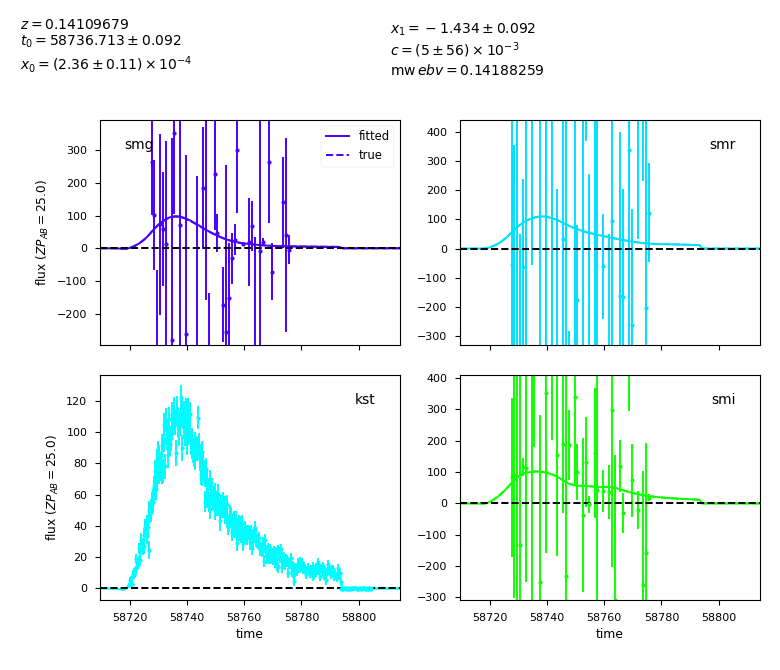 z = 0.14109679
t₀ = 58736.713 ± 0.092
x₀ = (2.36 ± 0.11) × 10⁻⁴
x₁ = − 1.434 ± 0.092
c = (5 ± 56) × 10⁻³
mw ebv = 0.14188259
smg
fitted
true
300
200
100
0
−100
−200
flux (ZP_AB = 25.0)
smr
400
300
200
100
0
−100
−200
−300
kst
120
100
80
60
40
20
0
flux (ZP_AB = 25.0)
58720 58740 58760 58780 58800
time
smi
400
300
200
100
0
−100
−200
−300
58720 58740 58760 58780 58800
time